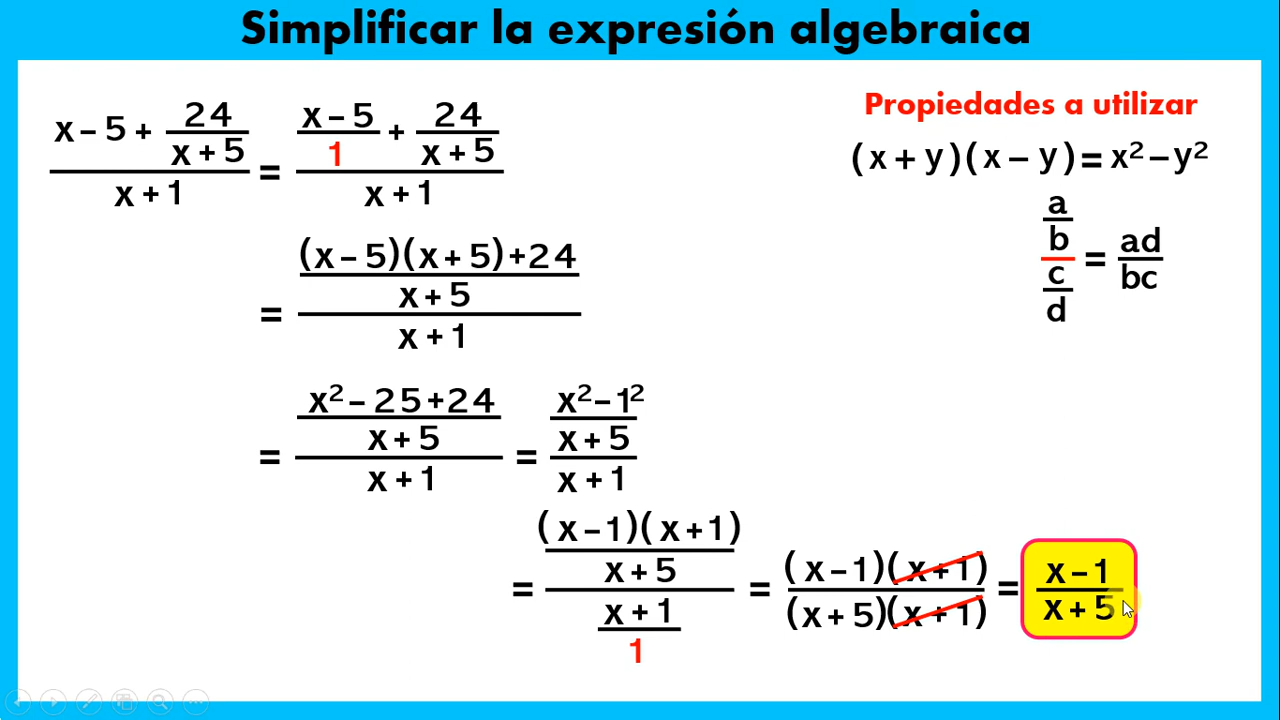 Simplificar la expresión algebraica
Propiedades a utilizar
(x + y)(x − y) = x² − y²
a
b
c
d
=
ad
bc
x − 5 + 24
x + 5
x + 1
=
x − 5
1
+
24
x + 5
x + 1
=
(x − 5)(x + 5) + 24
x + 5
x + 1
=
x² − 25 + 24
x + 5
x + 1
=
x² − 1²
x + 5
x + 1
=
(x − 1)(x + 1)
x + 5
x + 1
1
=
(x − 1)(x + 1)
(x + 5)(x + 1)
=
x − 1
x + 5